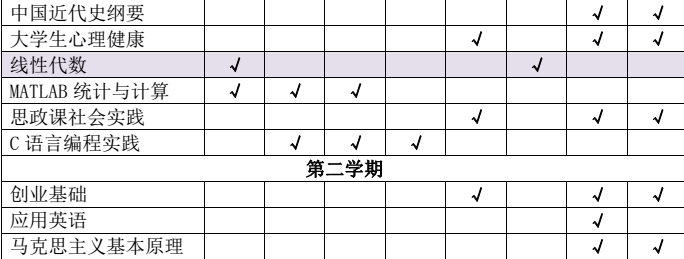 中国近代史纲要 √ √
大学生心理健康 √ √ √
线性代数 √ √
MATLAB 统计与计算 √ √ √
思政课社会实践 √ √ √
C 语言编程实践 √ √ √
第二学期
创业基础 √ √ √
应用英语 √
马克思主义基本原理 √ √